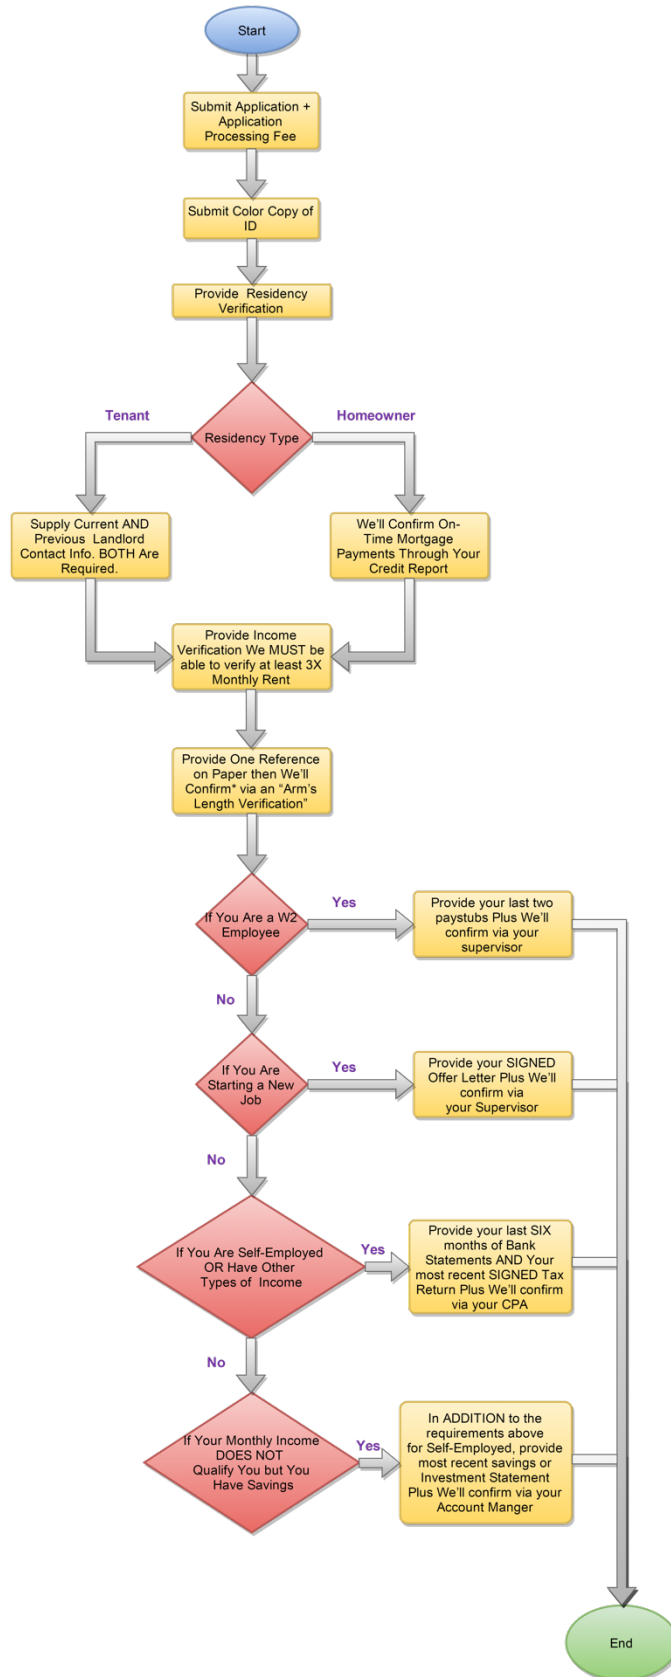 Start
Submit Application +
Application
Processing Fee
Submit Color Copy of
ID
Provide Residency
Verification
Tenant
Homeowner
Residency Type
Supply Current AND
Previous Landlord
Contact Info. BOTH Are
Required.
We'll Confirm On-
Time Mortgage
Payments Through Your
Credit Report
Provide Income
Verification We MUST be
able to verify at least 3X
Monthly Rent
Provide One Reference
on Paper then We'll
Confirm* via an “Arm's
Length Verification”
If You Are a W2
Employee
Yes
Provide your last two
paystubs Plus We'll
confirm via your
supervisor
No
If You Are
Starting a New
Job
Yes
Provide your SIGNED
Offer Letter Plus We'll
confirm via
your Supervisor
No
If You Are Self-Employed
OR Have Other
Types of Income
Yes
Provide your last SIX
months of Bank
Statements AND Your
most recent SIGNED Tax
Return Plus We'll confirm
via your CPA
No
If Your Monthly Income
DOES NOT
Qualify You but You
Have Savings
Yes
In ADDITION to the
requirements above
for Self-Employed, provide
most recent savings or
Investment Statement
Plus We'll confirm via your
Account Manger
End